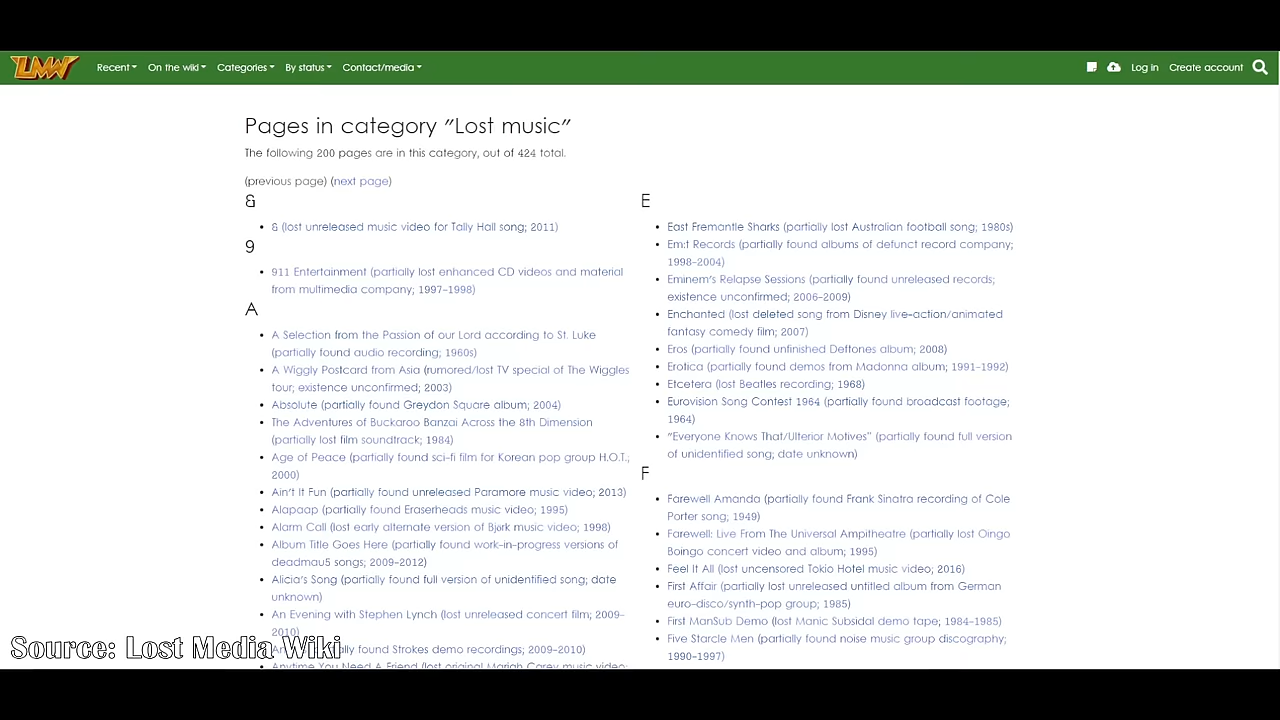 LMW Recent On the wiki Categories By status Contact/media Log in Create account
Pages in category "Lost music"
The following 200 pages are in this category, out of 424 total.
(previous page) (next page)
&
& (lost unreleased music video for Tally Hall song; 2011)
9
911 Entertainment (partially lost enhanced CD videos and material
from multimedia company; 1997-1998)
A
A Selection from the Passion of our Lord according to St. Luke
(partially found audio recording; 1960s)
A Wiggly Postcard from Asia (rumored/lost TV special of The Wiggles
tour; existence unconfirmed; 2003)
Absolute (partially found Greydon Square album; 2004)
The Adventures of Buckaroo Banzai Across the 8th Dimension
(partially lost film soundtrack; 1984)
Age of Peace (partially found sci-fi film for Korean pop group H.O.T.;
2000)
Ain't It Fun (partially found unreleased Paramore music video; 2013)
Alapaap (partially found Eraserheads music video; 1995)
Alarm Call (lost early alternate version of Bjork music video; 1998)
Album Title Goes Here (partially found work-in-progress versions of
deadmau5 songs; 2009-2012)
Alicia's Song (partially found full version of unidentified song; date
unknown)
An Evening with Stephen Lynch (lost unreleased concert film; 2009-
2010)
found Strokes demo recordings; 2009-2010)
Anytime You Need A Friend (lost original Mariah Carey music video;
E
East Fremantle Sharks (partially lost Australian football song; 1980s)
Em:t Records (partially found albums of defunct record company;
1998-2004)
Eminem's Relapse Sessions (partially found unreleased records;
existence unconfirmed; 2006-2009)
Enchanted (lost deleted song from Disney live-action/animated
fantasy comedy film; 2007)
Eros (partially found unfinished Deftones album; 2008)
Erotica (partially found demos from Madonna album; 1991-1992)
Etcetera (lost Beatles recording; 1968)
Eurovision Song Contest 1964 (partially found broadcast footage;
1964)
"Everyone Knows That/Ulterior Motives" (partially found full version
of unidentified song; date unknown)
F
Farewell Amanda (partially found Frank Sinatra recording of Cole
Porter song; 1949)
Farewell: Live From The Universal Ampitheatre (partially lost Oingo
Boingo concert video and album; 1995)
Feel It All (lost uncensored Tokio Hotel music video; 2016)
First Affair (partially lost unreleased untitled album from German
euro-disco/synth-pop group; 1985)
First ManSub Demo (lost Manic Subsidal demo tape; 1984-1985)
Five Starcle Men (partially found noise music group discography;
1990-1997)
Source: Lost Media Wiki